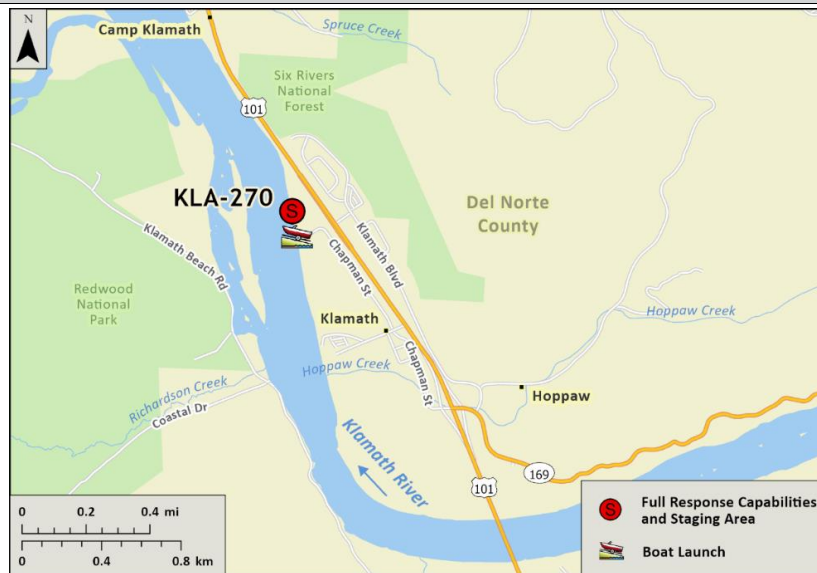 N
Camp Klamath
Spruce Creek
Six Rivers
National
Forest
101
KLA-270
Del Norte
County
Klamath Beach Rd
Klamath Blvd
Chapman St
Redwood
National
Park
Klamath
Hoppaw Creek
Hoppaw Creek
Chapman St
Richardson Creek
Coastal Dr
Hoppaw
Klamath River
169
101
0 0.2 0.4 mi
0 0.4 0.8 km
S Full Response Capabilities
and Staging Area
Boat Launch
S